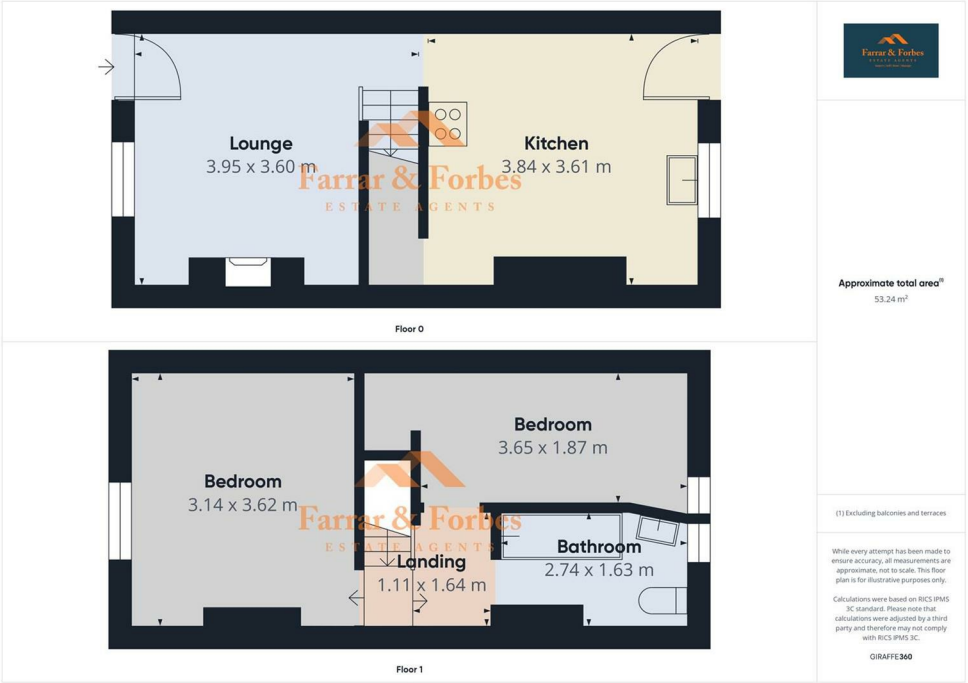 Lounge
3.95 x 3.60 m
Kitchen
3.84 x 3.61 m
Farrar & Forbes
ESTATE AGENTS
Floor 0
Bedroom
3.14 x 3.62 m
Bedroom
3.65 x 1.87 m
Farrar & Forbes
ESTATE AGENTS
Landing
1.11 x 1.64 m
Bathroom
2.74 x 1.63 m
Floor 1
Farrar & Forbes
ESTATE AGENTS
Approximate total area(1)
53.24 m²
(1) Excluding balconies and terraces
While every attempt has been made to
ensure accuracy, all measurements are
approximate, not to scale. This floor
plan is for illustrative purposes only.
Calculations were based on RICS IPMS
3C standard. Please note that
calculations were adjusted by a third
party and therefore may not comply
with RICS IPMS 3C.
GIRAFFE360